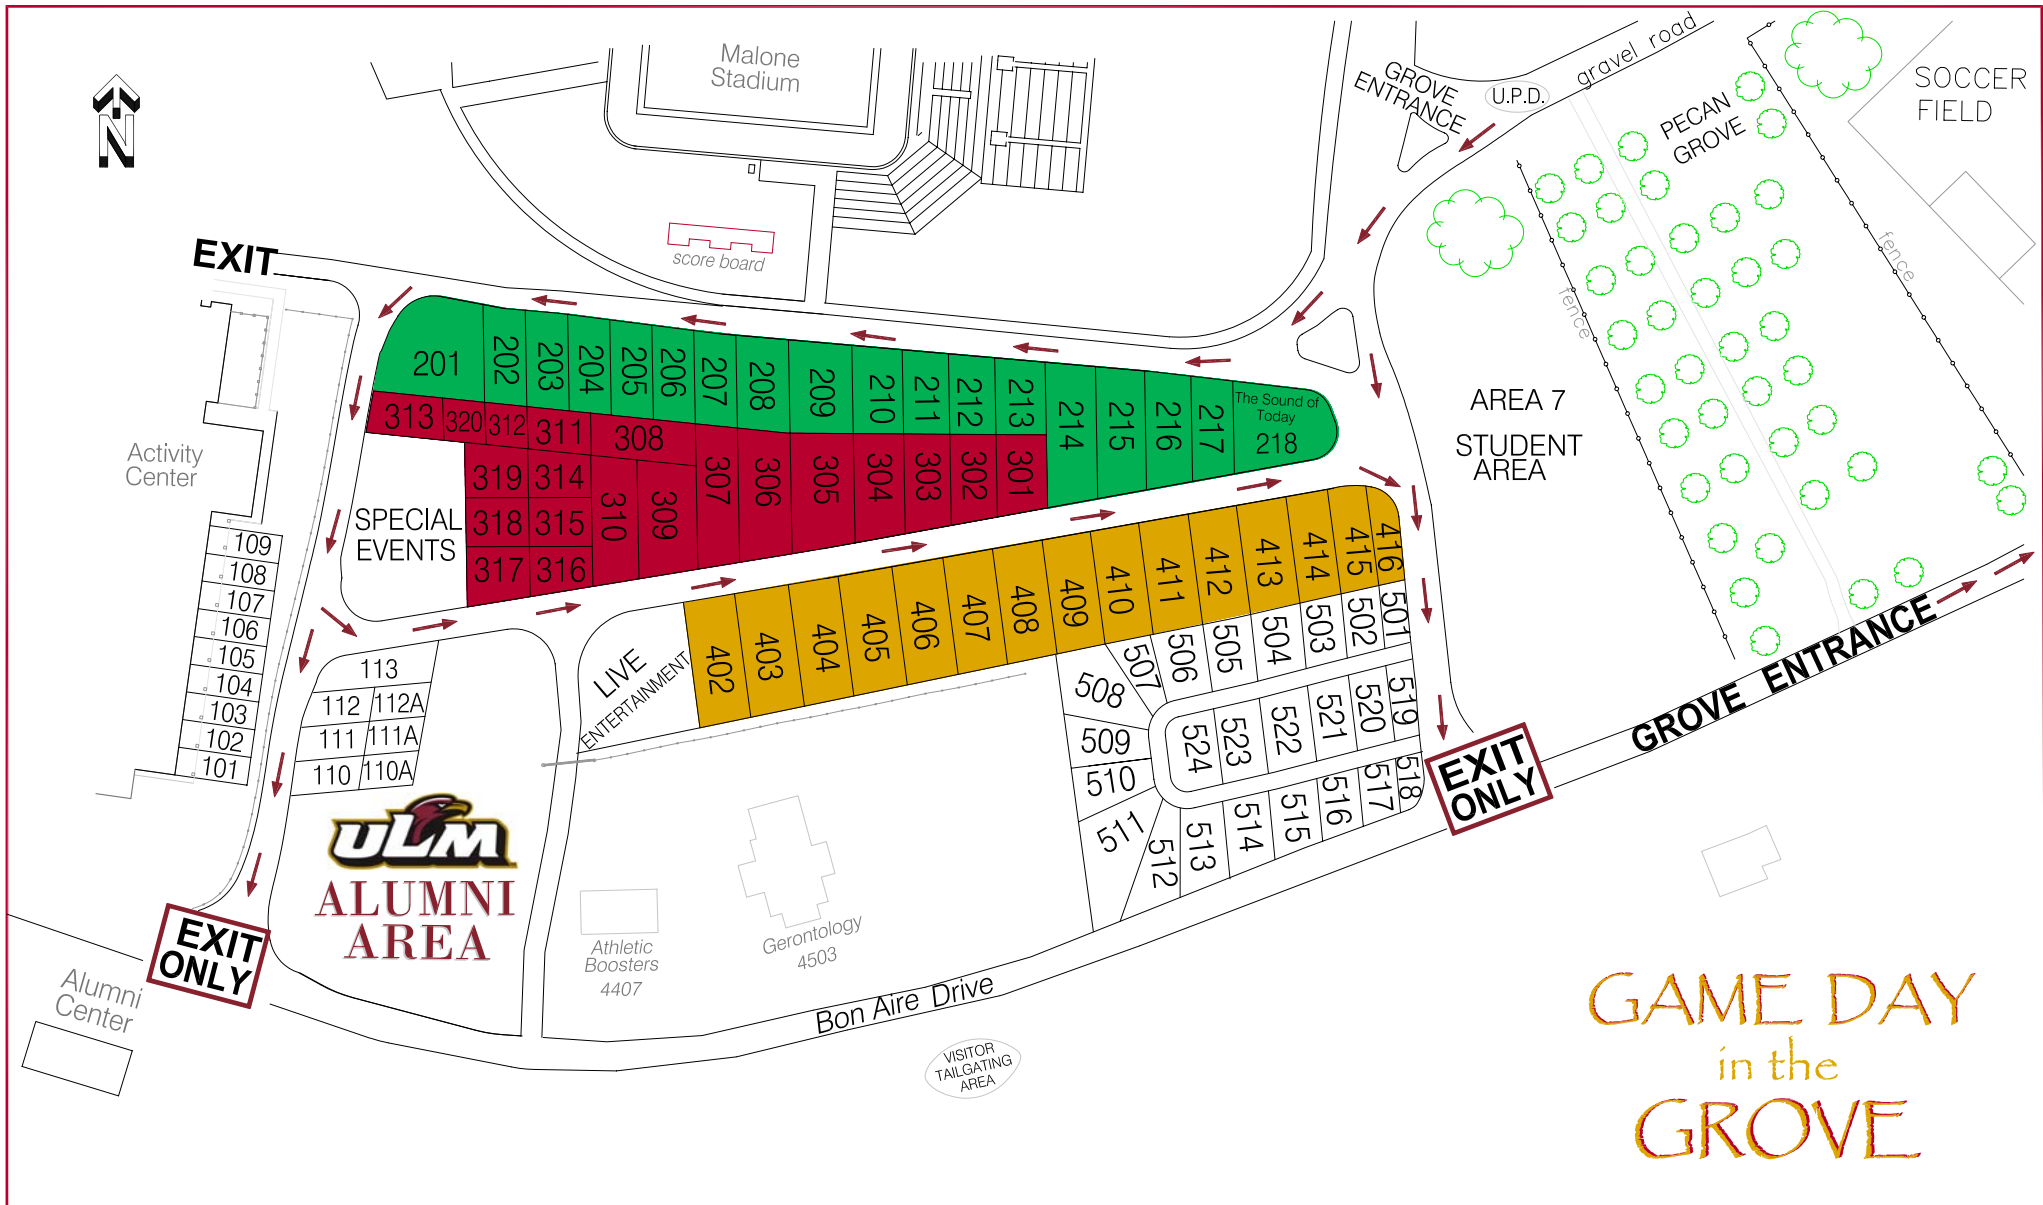 Malone
Stadium
GROVE
ENTRANCE
U.P.D.
gravel road
PECAN
GROVE
SOCCER
FIELD
N
score board
EXIT
fence
fence
201
202
203
204
205
206
207
208
209
210
211
212
213
214
215
216
217
The Sound of
Today
218
313
320
312
311
308
307
306
305
304
303
302
301
319
314
318
315
317
316
310
309
SPECIAL
EVENTS
Activity
Center
AREA 7
STUDENT
AREA
109
108
107
106
105
104
103
102
101
113
112
112A
111
111A
110
110A
LIVE
ENTERTAINMENT
402
403
404
405
406
407
408
409
410
411
412
413
414
415
416
501
502
503
504
505
506
507
508
509
510
511
512
513
514
515
516
517
518
519
520
521
522
523
524
GROVE ENTRANCE
EXIT
ONLY
ULM
ALUMNI
AREA
EXIT
ONLY
Alumni
Center
Athletic
Boosters
4407
Gerontology
4503
Bon Aire Drive
VISITOR
TAILGATING
AREA
GAME DAY
in the
GROVE